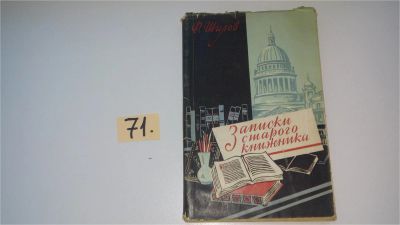 71.
Ф. Шилов
Записки
старого
книжника